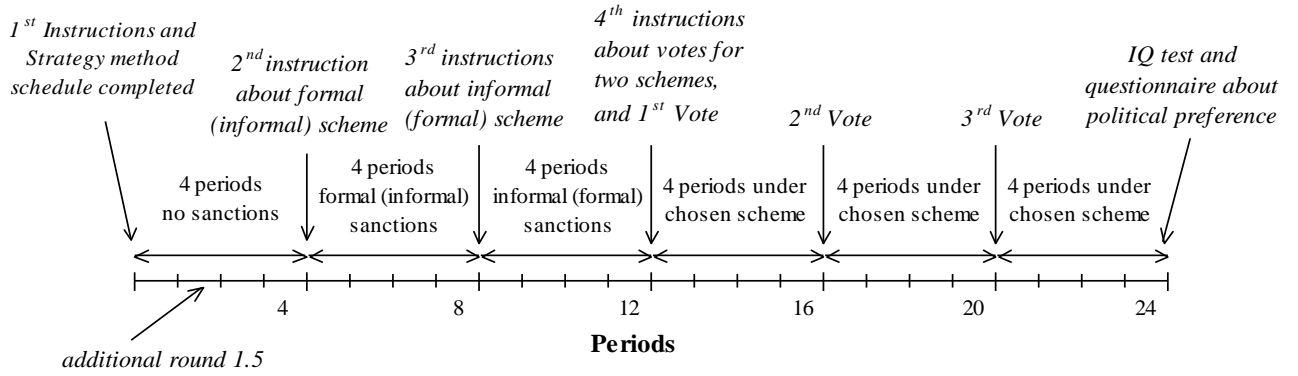 1st Instructions and
Strategy method
schedule completed
2nd instruction
about formal
(informal) scheme
3rd instructions
about informal
(formal) scheme
4th instructions
about votes for
two schemes,
and 1st Vote
2nd Vote
3rd Vote
IQ test and
questionnaire about
political preference
4 periods
no sanctions
4 periods
formal (informal)
sanctions
4 periods
informal (formal)
sanctions
4 periods under
chosen scheme
4 periods under
chosen scheme
4 periods under
chosen scheme
4 8 12 16 20 24
Periods
additional round 1.5